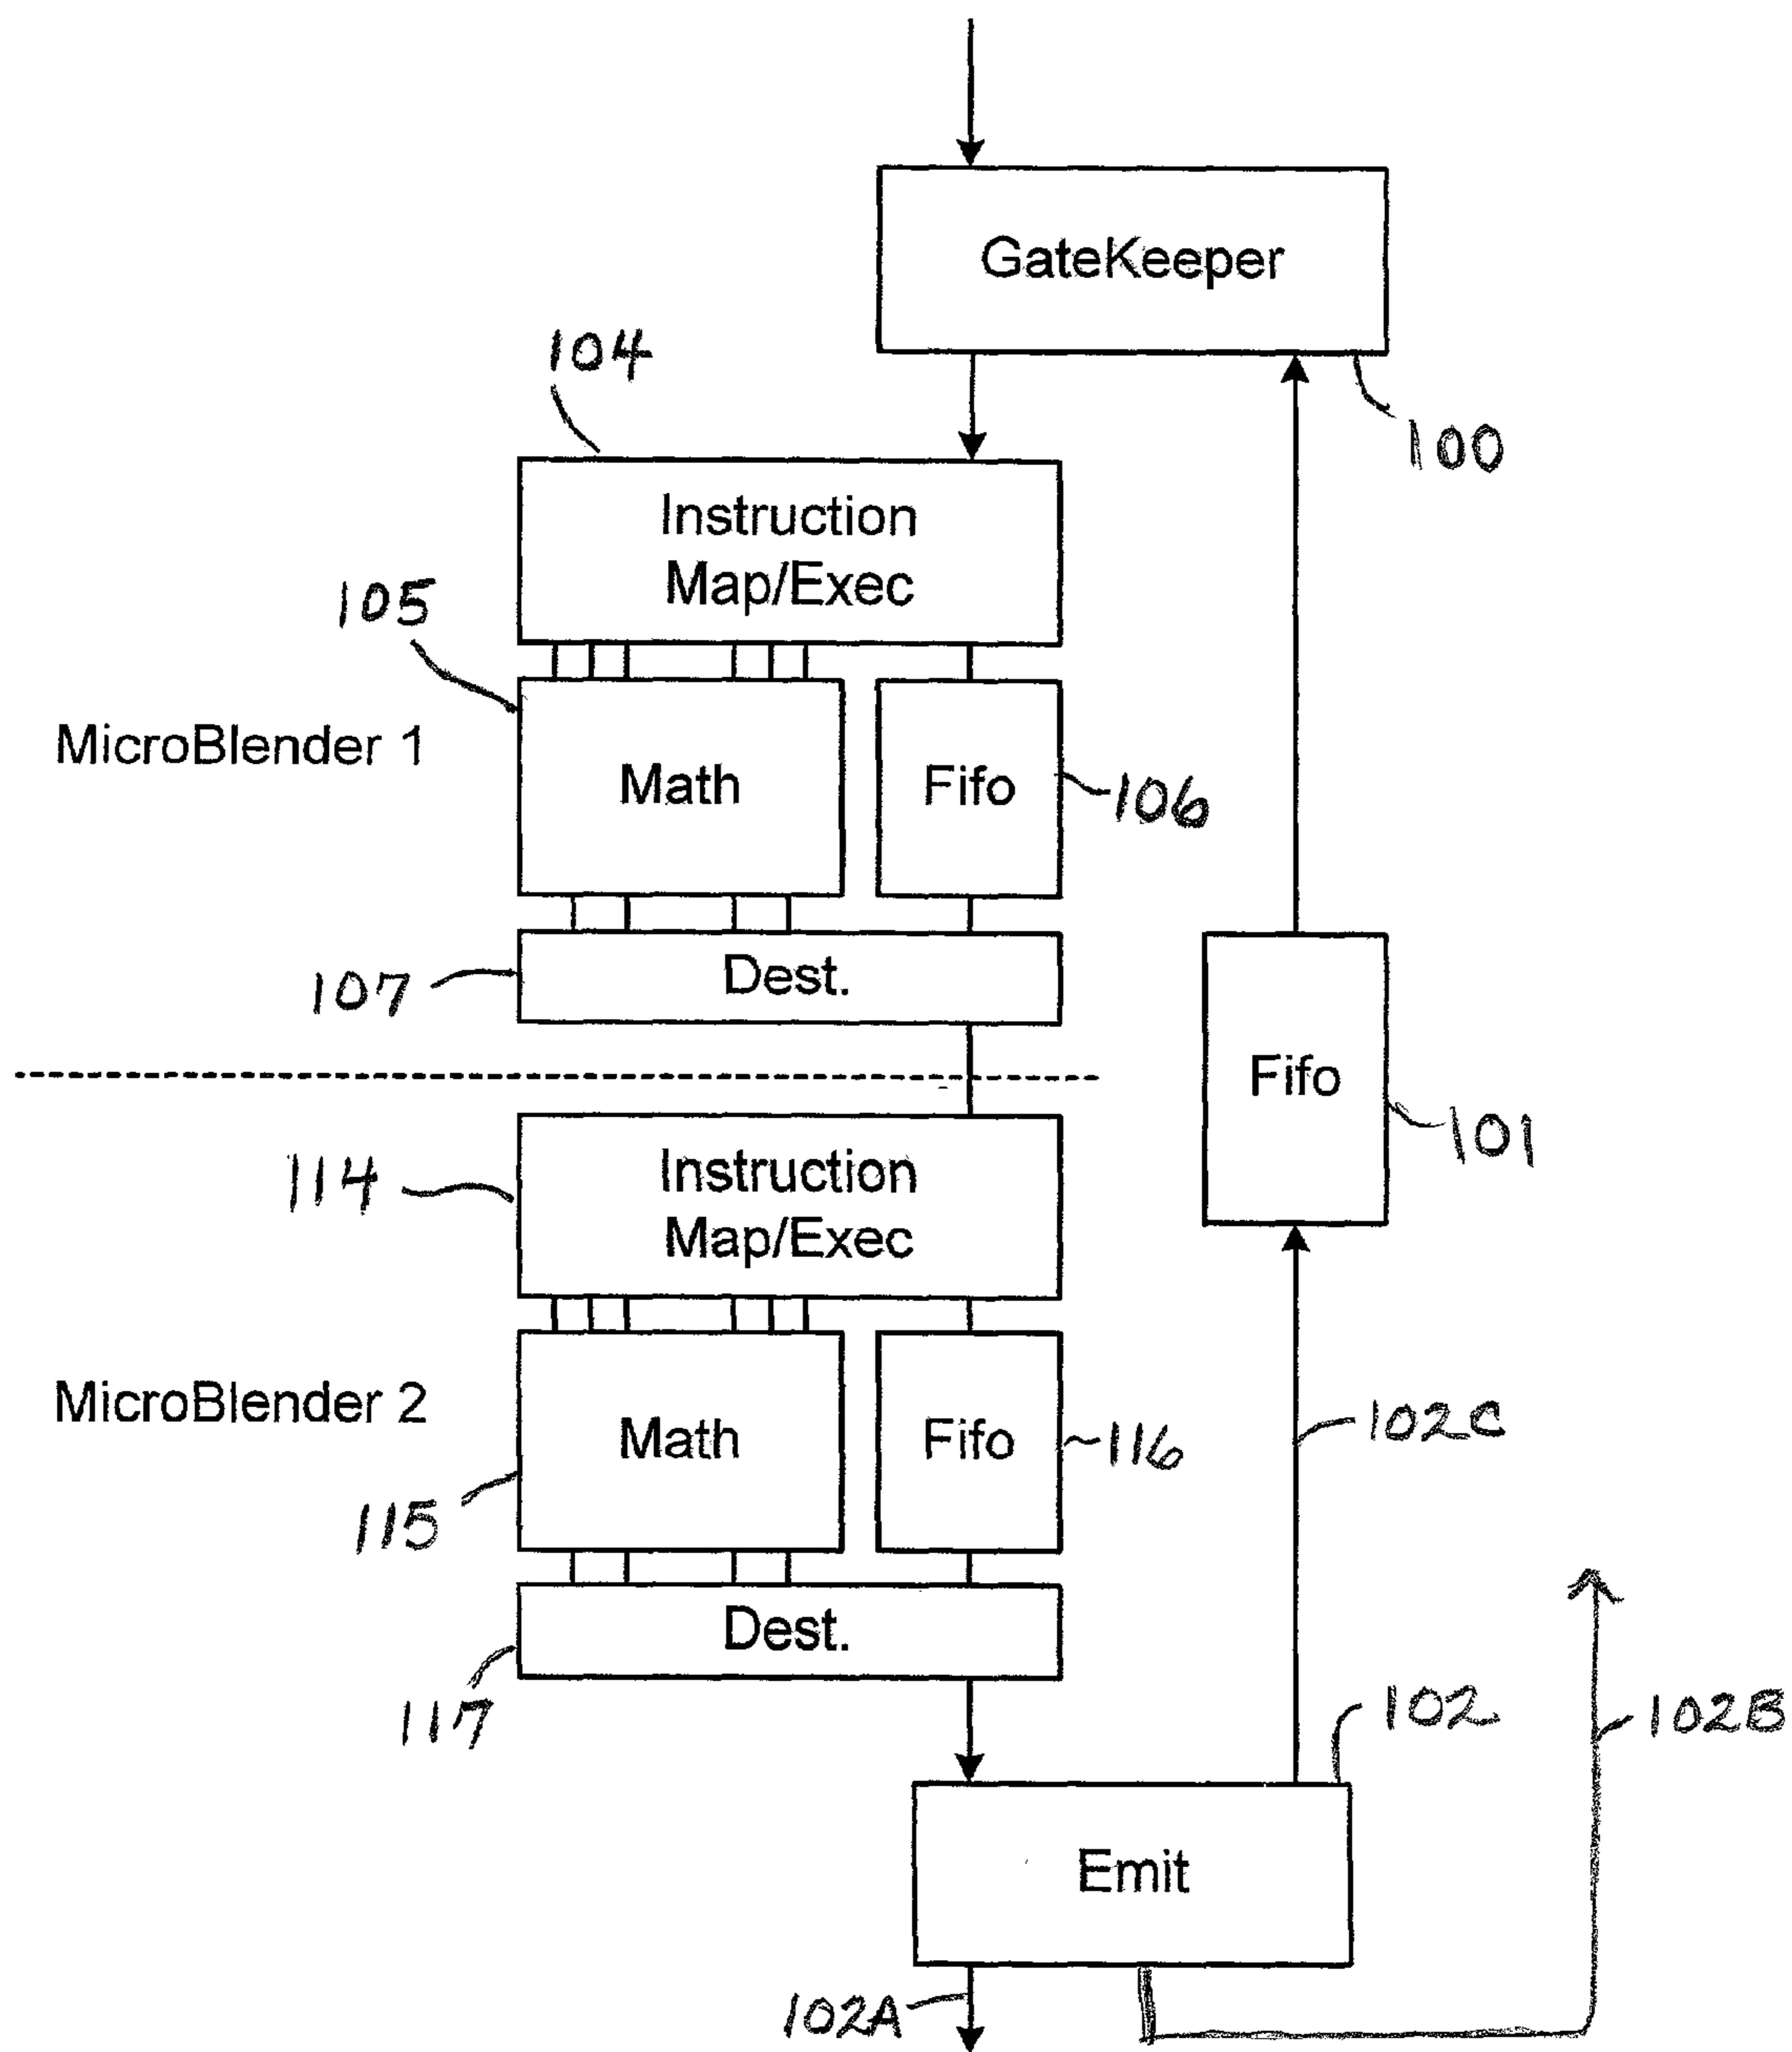 GateKeeper
104
100
Instruction
Map/Exec
105
MicroBlender 1
Math
Fifo
106
107
Dest.
Fifo
101
114
Instruction
Map/Exec
MicroBlender 2
Math
Fifo
116
102C
115
Dest.
117
102
102B
Emit
102A